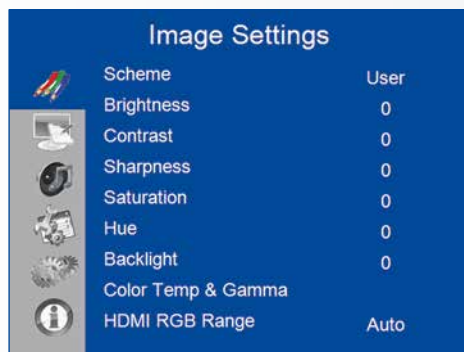 Image Settings
Scheme User
Brightness 0
Contrast 0
Sharpness 0
Saturation 0
Hue 0
Backlight 0
Color Temp & Gamma
HDMI RGB Range Auto